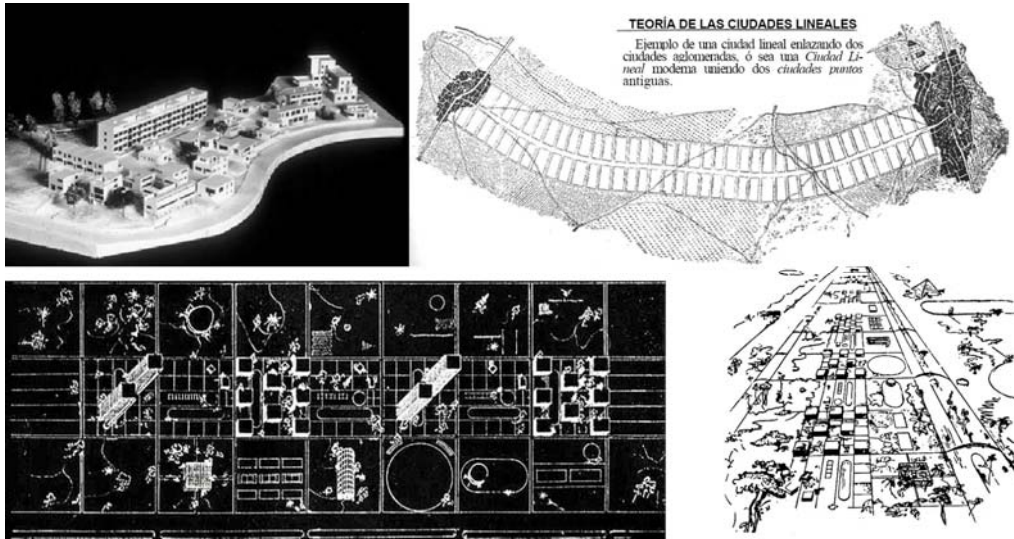 TEORÍA DE LAS CIUDADES LINEALES
Ejemplo de una ciudad lineal enlazando dos
ciudades aglomeradas, ó sea una Ciudad Li-
neal moderna uniendo dos ciudades puntos
antiguas.